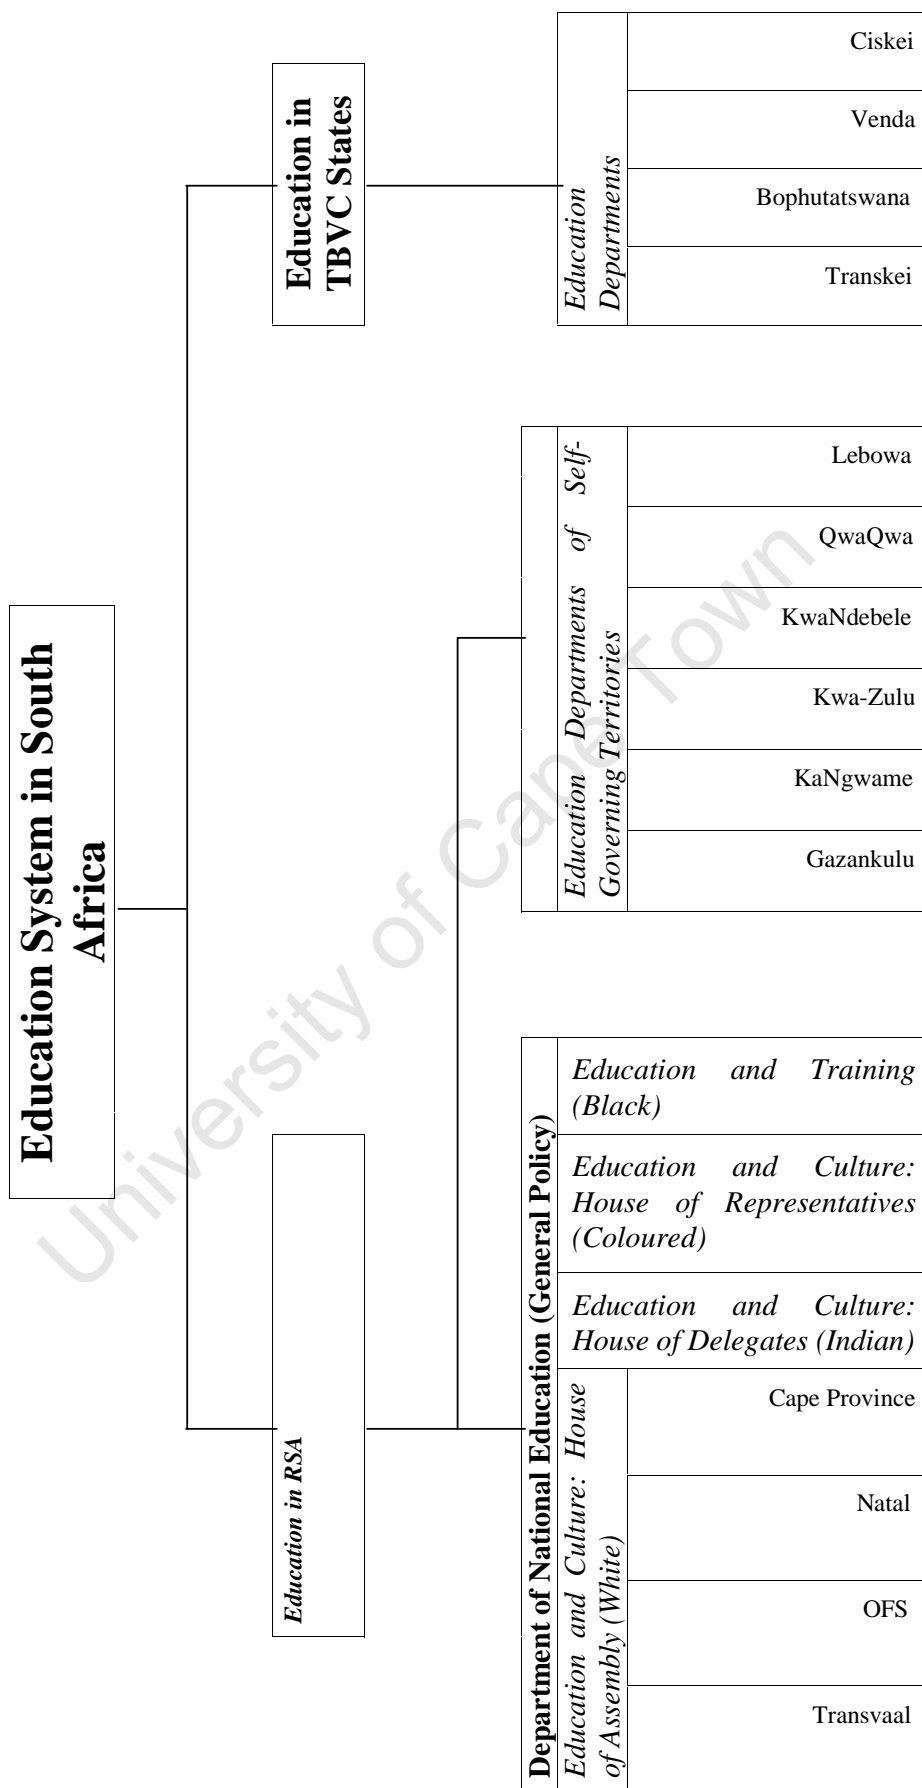 Education System in South
Africa
Education in RSA
Education in
TBVC States
Department of National Education (General Policy)
Education and Culture: House
of Assembly (White)
Transvaal
OFS
Natal
Cape Province
Education and Culture:
House of Delegates (Indian)
Education and Culture:
House of Representatives
(Coloured)
Education and Training
(Black)
Education Departments of Self-
Governing Territories
Gazankulu
KaNgwame
Kwa-Zulu
KwaNdebele
QwaQwa
Lebowa
Education
Departments
Transkei
Bophutatswana
Venda
Ciskei
University of Cape Town